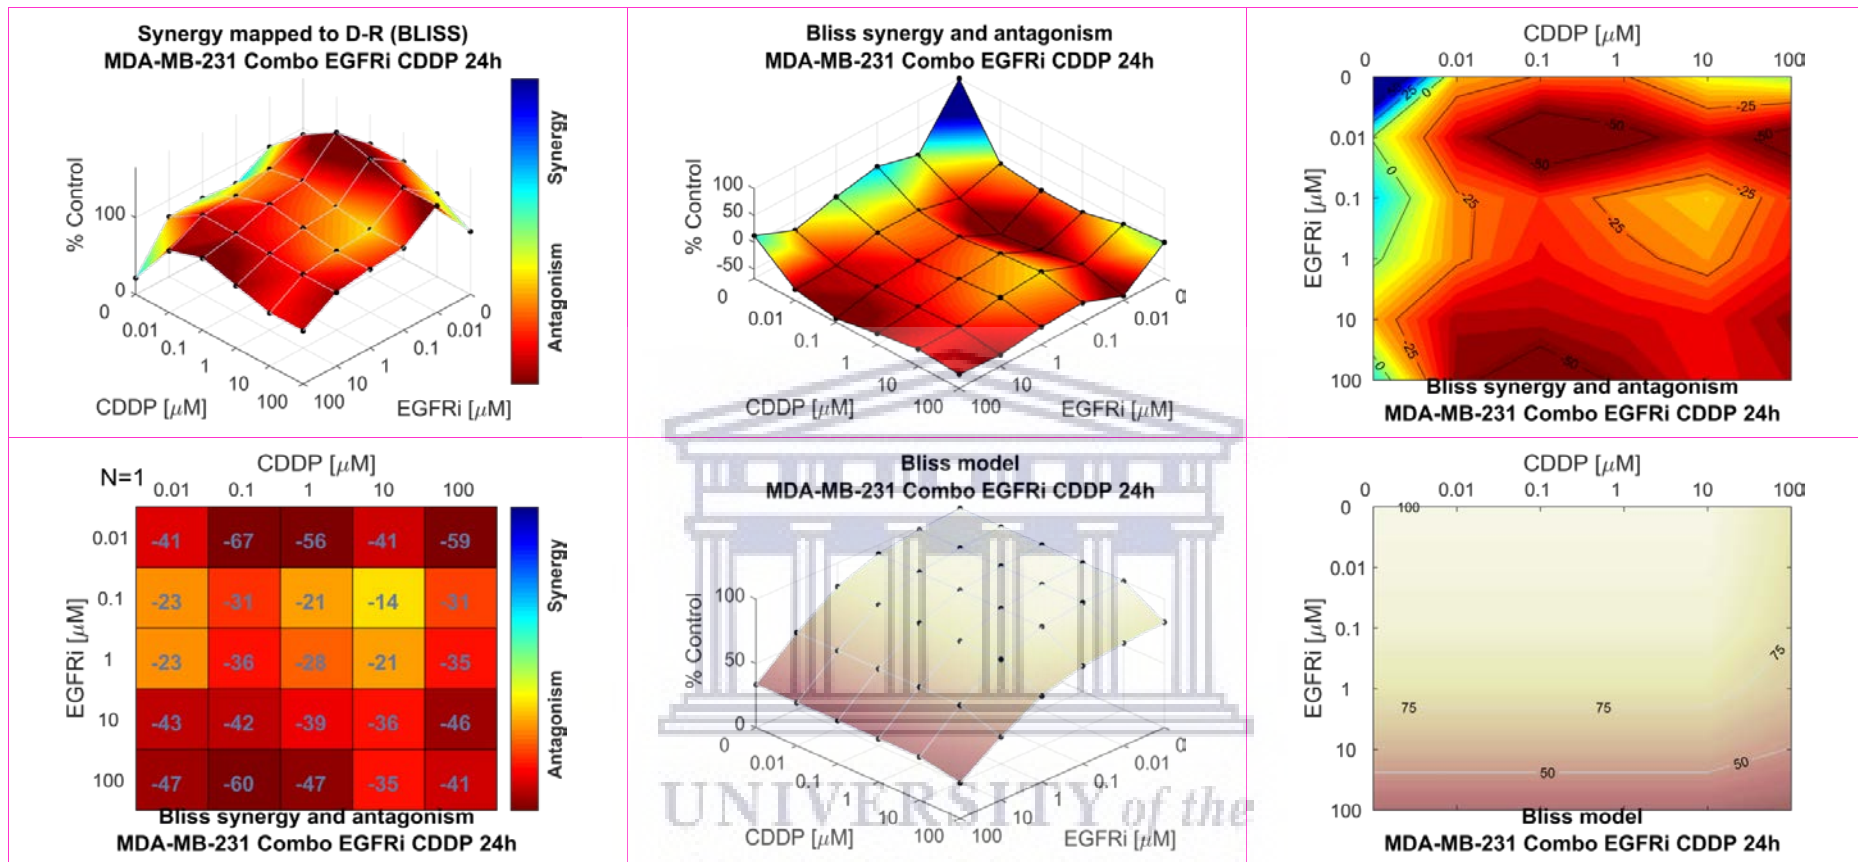 Synergy mapped to D-R (BLISS)
MDA-MB-231 Combo EGFRi CDDP 24h
% Control
100
0
0
0.01
0.1
1
10
100
CDDP [μM]
100
10
1
0.1
0.01
0
EGFRi [μM]
Synergy
Antagonism
Bliss synergy and antagonism
MDA-MB-231 Combo EGFRi CDDP 24h
% Control
100
50
0
-50
0
0.01
0.1
1
10
100
CDDP [μM]
100
10
1
0.1
0.01
0
EGFRi [μM]
CDDP [μM]
0 0.01 0.1 1 10 100
EGFRi [μM]
0
0.01
0.1
1
10
100
25
0
-25
-50
-50
-50
0
-25
-25
-25
-25
-50
0
Bliss synergy and antagonism
MDA-MB-231 Combo EGFRi CDDP 24h
N=1
CDDP [μM]
0.01 0.1 1 10 100
EGFRi [μM]
0.01 -41 -67 -56 -41 -59
0.1 -23 -31 -21 -14 -31
1 -23 -36 -28 -21 -35
10 -43 -42 -39 -36 -46
100 -47 -60 -47 -35 -41
Synergy
Antagonism
Bliss synergy and antagonism
MDA-MB-231 Combo EGFRi CDDP 24h
Bliss model
MDA-MB-231 Combo EGFRi CDDP 24h
% Control
100
50
0
0
0.01
0.1
1
10
100
CDDP [μM]
100
10
1
0.1
0.01
0
EGFRi [μM]
UNIVERSITY of the
CDDP [μM]
0 0.01 0.1 1 10 100
EGFRi [μM]
0
0.01
0.1
1
10
100
100
75
75
75
50
50
Bliss model
MDA-MB-231 Combo EGFRi CDDP 24h